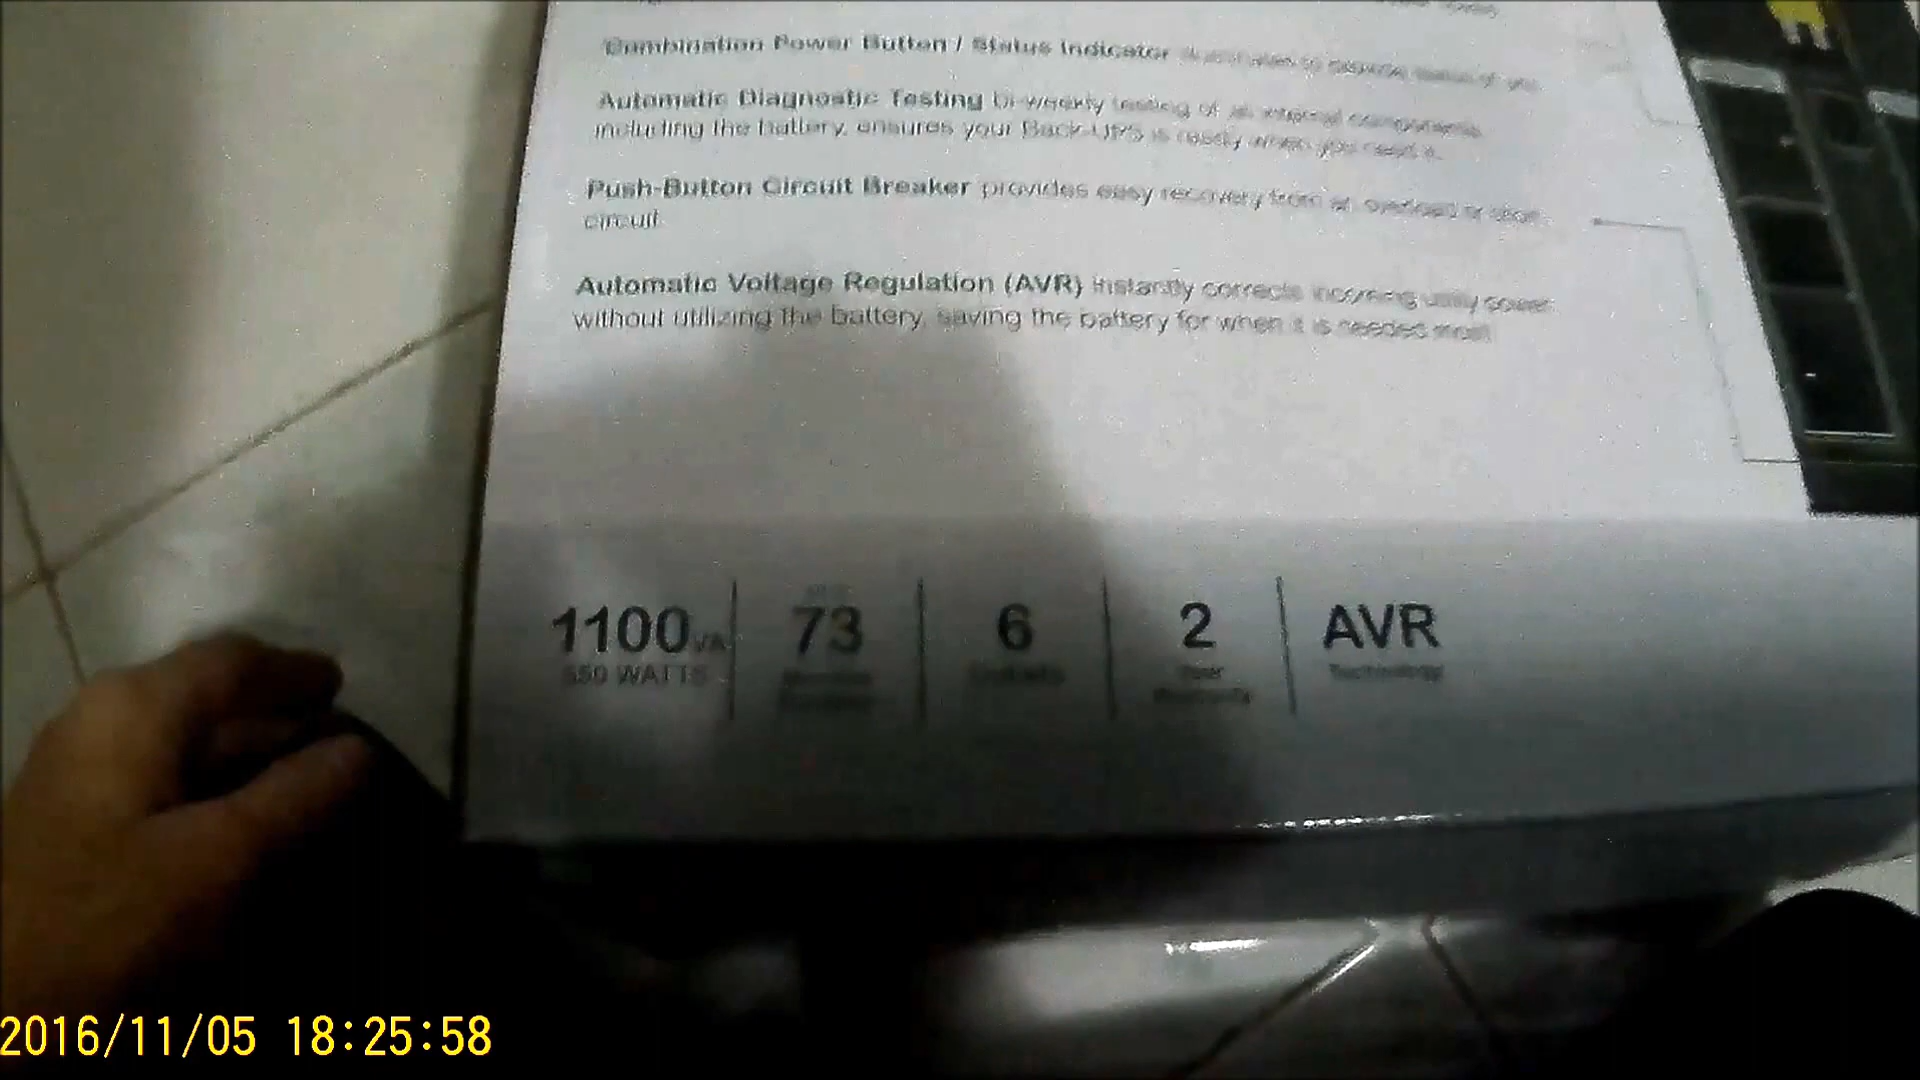 Combination Power Button / Status Indicator
Automatic Diagnostic Testing bi-weekly testing of all internal components
including the battery, ensures your Back-UPS is ready when you need it.
Push-Button Circuit Breaker provides easy recovery from an overload or short
circuit.
Automatic Voltage Regulation (AVR) instantly corrects incoming utility power
without utilizing the battery, saving the battery for when it is needed most
1100VA 73 6 2 AVR
550 WATTS Outlets Year Technology
Warranty
2016/11/05 18:25:58